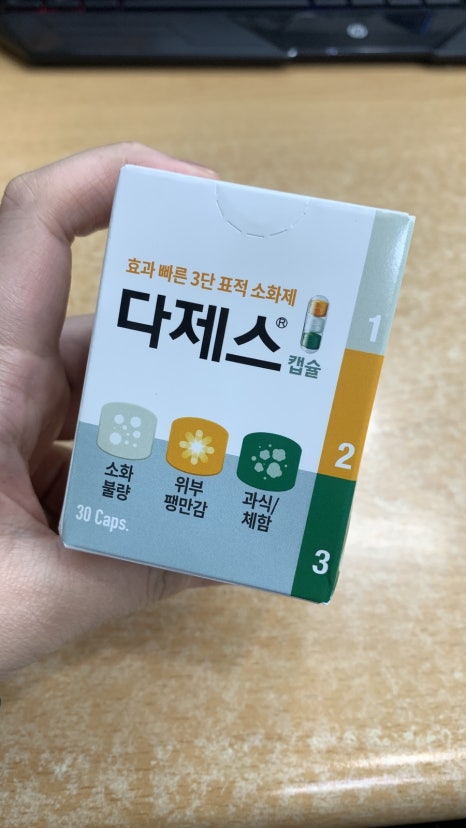 효과 빠른 3단 표적 소화제
다제스®
캡슐
소화
불량
위부
팽만감
과식/
체함
30 Caps.
1
2
3